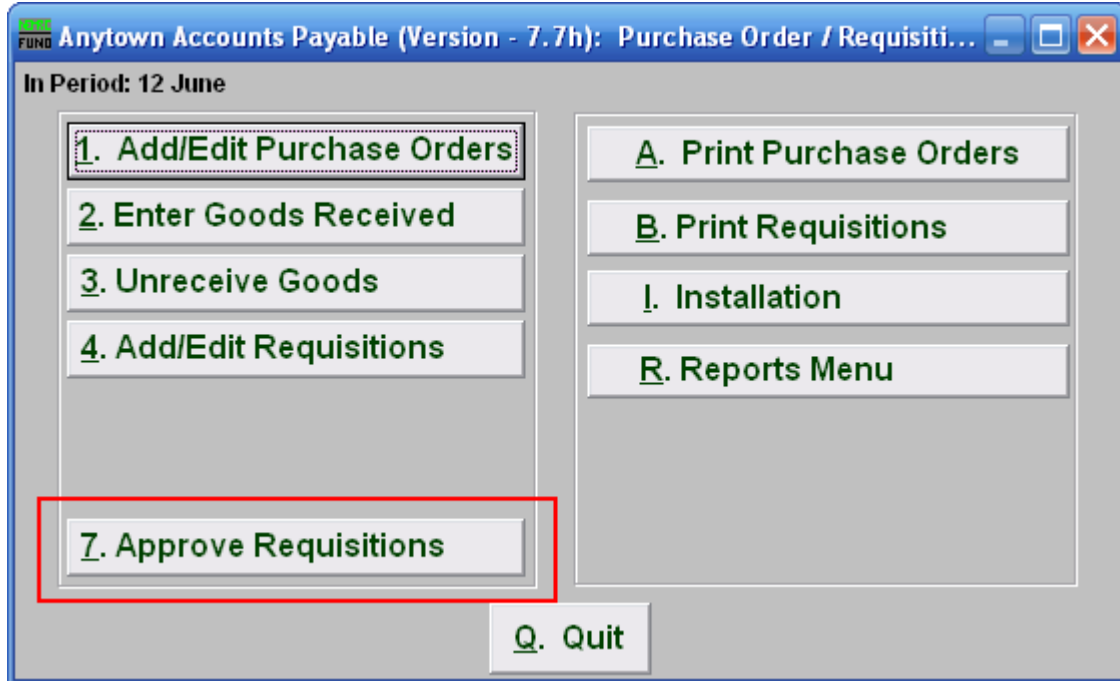 FUND Anytown Accounts Payable (Version - 7.7h): Purchase Order / Requisiti...
In Period: 12 June
1. Add/Edit Purchase Orders
2. Enter Goods Received
3. Unreceive Goods
4. Add/Edit Requisitions
7. Approve Requisitions
A. Print Purchase Orders
B. Print Requisitions
I. Installation
R. Reports Menu
Q. Quit